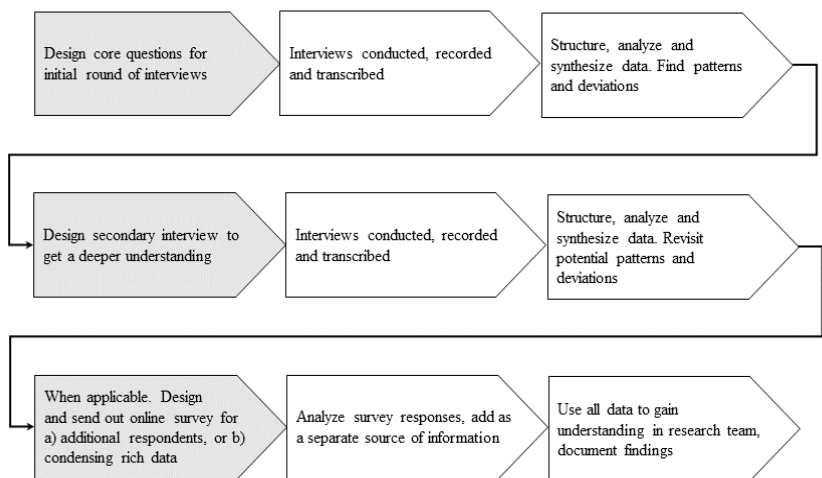 Design core questions for
initial round of interviews
Interviews conducted, recorded
and transcribed
Structure, analyze and
synthesize data. Find patterns
and deviations
Design secondary interview to
get a deeper understanding
Interviews conducted, recorded
and transcribed
Structure, analyze and
synthesize data. Revisit
potential patterns and
deviations
When applicable. Design
and send out online survey for
a) additional respondents, or b)
condensing rich data
Analyze survey responses, add as
a separate source of information
Use all data to gain
understanding in research team,
document findings